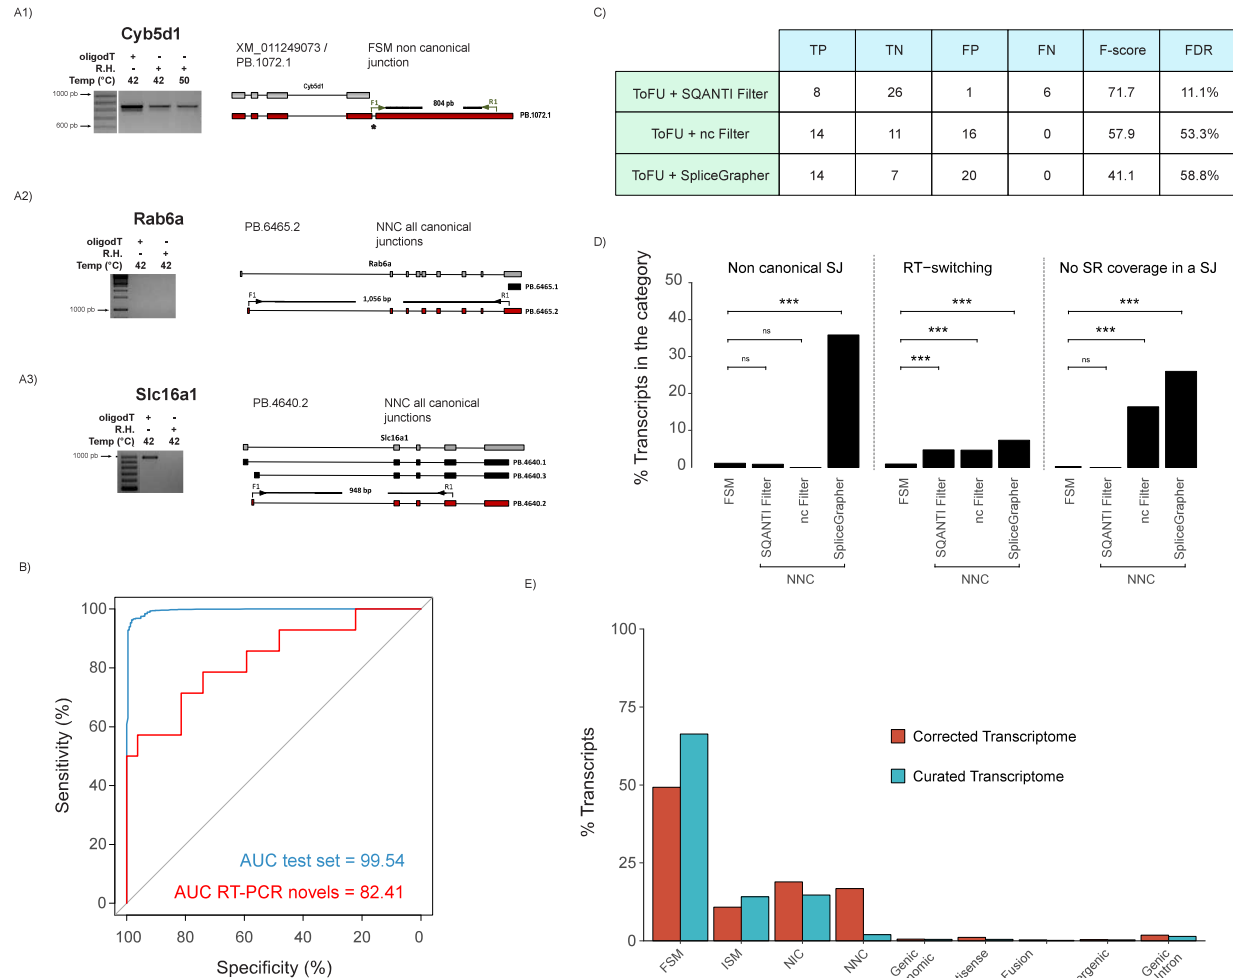 A1)
Cyb5d1
oligodT + - -
R.H. - + +
Temp (°C) 42 42 50
1000 pb
600 pb
XM_011249073 /
PB.1072.1
FSM non canonical
junction
Cyb5d1
F1 804 pb R1
PB.1072.1
*
A2)
Rab6a
oligodT + -
R.H. - +
Temp (°C) 42 42
1000 pb
PB.6465.2
NNC all canonical
junctions
Rab6a
PB.6465.1
F1 1,056 bp R1
PB.6465.2
A3)
Slc16a1
oligodT + -
R.H. - +
Temp (°C) 42 42
1000 pb
PB.4640.2
NNC all canonical
junctions
Slc16a1
PB.4640.1
PB.4640.3
F1 948 bp R1
PB.4640.2
B)
Sensitivity (%)
100
80
60
40
20
0
AUC test set = 99.54
AUC RT-PCR novels = 82.41
100 80 60 40 20 0
Specificity (%)
C)
TP TN FP FN F-score FDR
ToFU + SQANTI Filter 8 26 1 6 71.7 11.1%
ToFU + nc Filter 14 11 16 0 57.9 53.3%
ToFU + SpliceGrapher 14 7 20 0 41.1 58.8%
D)
Non canonical SJ RT−switching No SR coverage in a SJ
% Transcripts in the category
50
40
30
20
10
0
*** 
ns
ns
***
***
***
***
***
ns
FSM SQANTI Filter nc Filter SpliceGrapher FSM SQANTI Filter nc Filter SpliceGrapher FSM SQANTI Filter nc Filter SpliceGrapher
NNC NNC NNC
E)
% Transcripts
100
75
50
25
0
Corrected Transcriptome
Curated Transcriptome
FSM ISM NIC NNC Genic Fusion Genic
Intron